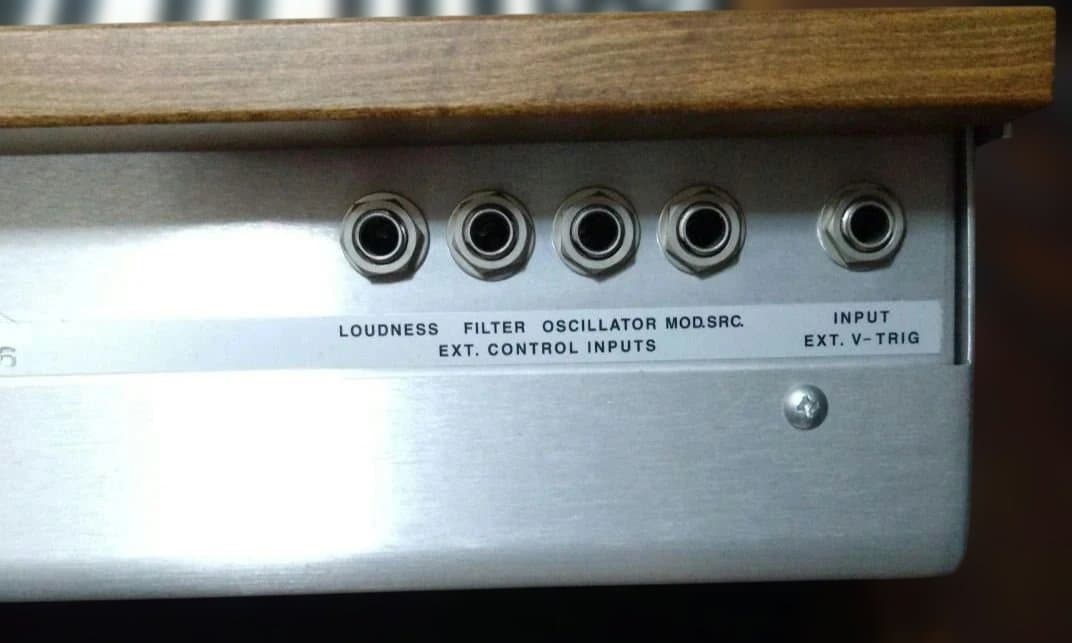 LOUDNESS FILTER OSCILLATOR MOD.SRC.
EXT. CONTROL INPUTS
INPUT
EXT. V-TRIG